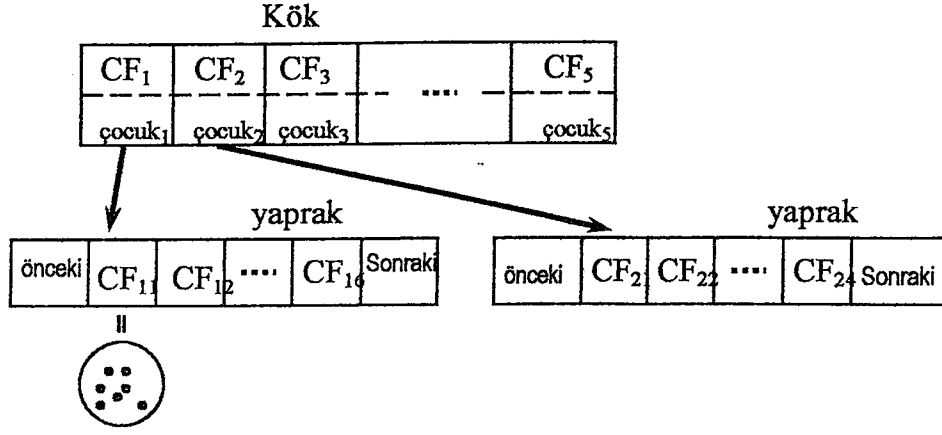 Kök
CF₁ CF₂ CF₃ .... CF₅
çocuk₁ çocuk₂ çocuk₃ çocuk₅
yaprak yaprak
önceki CF₁₁ CF₁₂ .... CF₁₆ Sonraki önceki CF₂₁ CF₂₂ .... CF₂₄ Sonraki